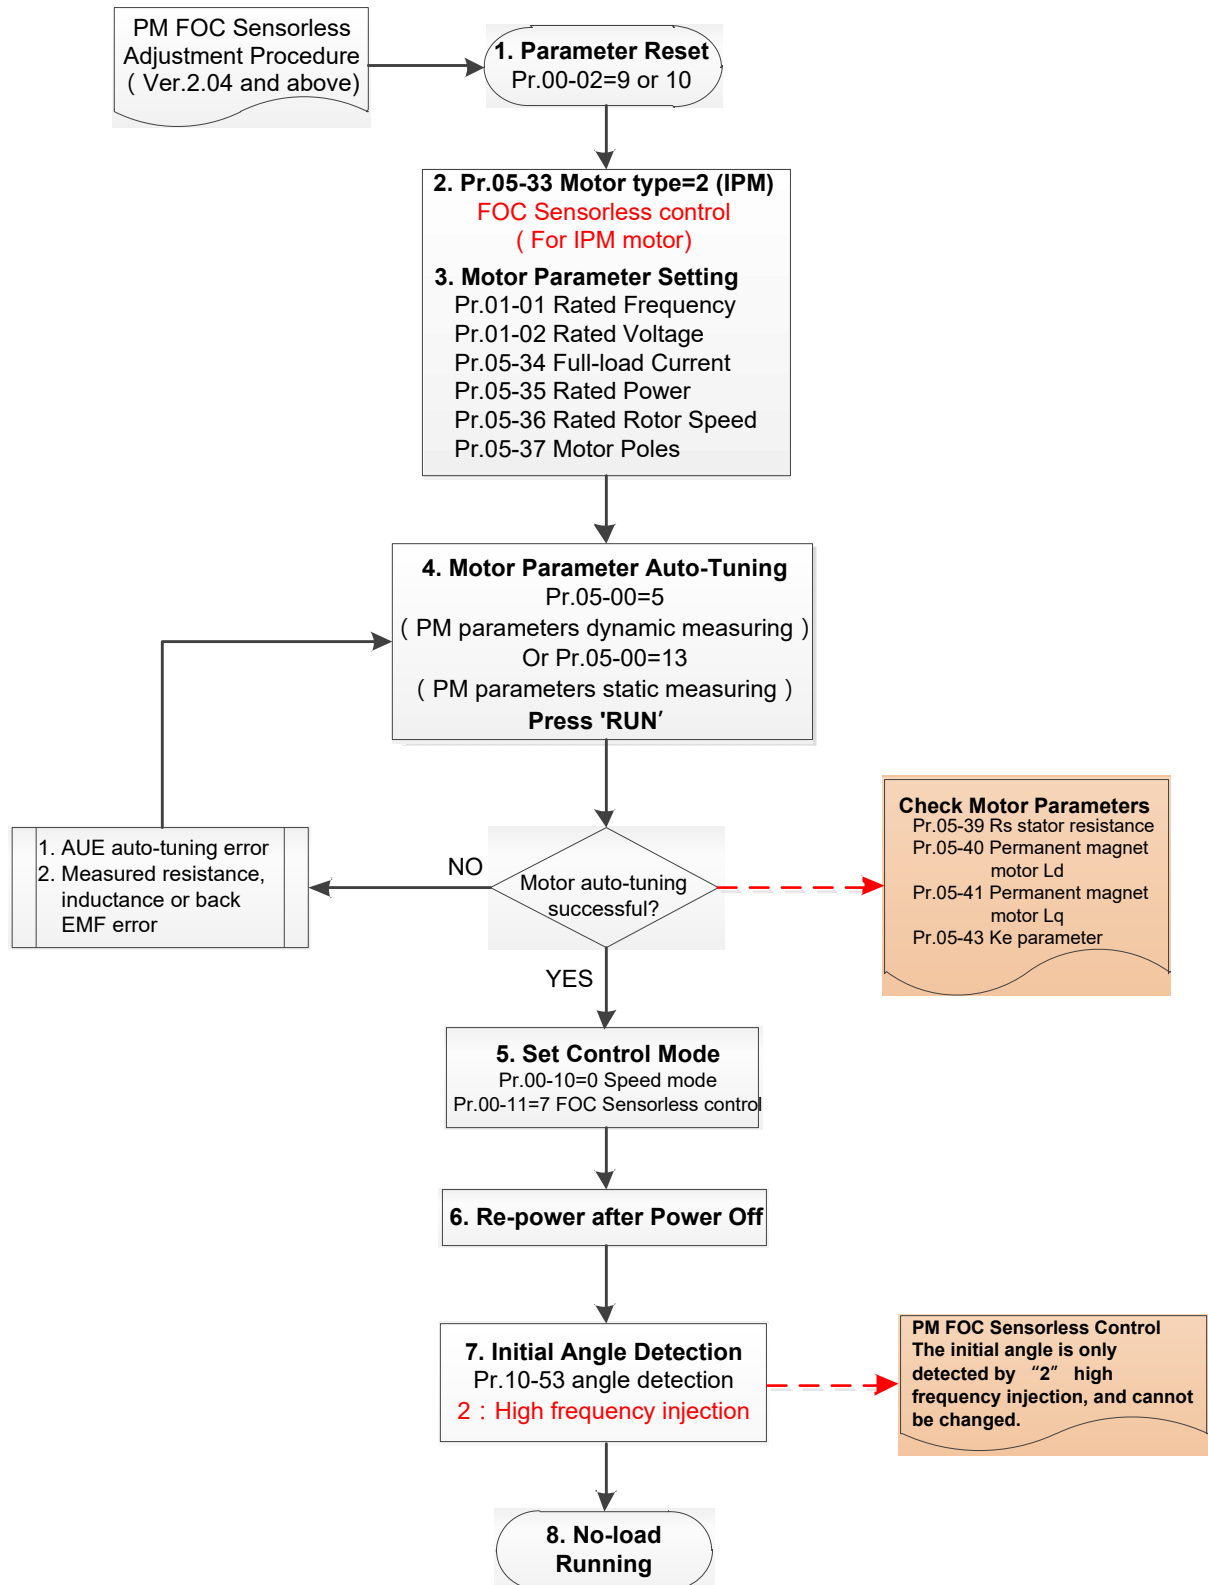 PM FOC Sensorless
Adjustment Procedure
( Ver.2.04 and above)
1. Parameter Reset
Pr.00-02=9 or 10
2. Pr.05-33 Motor type=2 (IPM)
FOC Sensorless control
( For IPM motor)
3. Motor Parameter Setting
Pr.01-01 Rated Frequency
Pr.01-02 Rated Voltage
Pr.05-34 Full-load Current
Pr.05-35 Rated Power
Pr.05-36 Rated Rotor Speed
Pr.05-37 Motor Poles
4. Motor Parameter Auto-Tuning
Pr.05-00=5
( PM parameters dynamic measuring )
Or Pr.05-00=13
( PM parameters static measuring )
Press 'RUN′
Motor auto-tuning
successful?
NO
1. AUE auto-tuning error
2. Measured resistance,
inductance or back
EMF error
Check Motor Parameters
Pr.05-39 Rs stator resistance
Pr.05-40 Permanent magnet
motor Ld
Pr.05-41 Permanent magnet
motor Lq
Pr.05-43 Ke parameter
YES
5. Set Control Mode
Pr.00-10=0 Speed mode
Pr.00-11=7 FOC Sensorless control
6. Re-power after Power Off
7. Initial Angle Detection
Pr.10-53 angle detection
2 : High frequency injection
PM FOC Sensorless Control
The initial angle is only
detected by “2” high
frequency injection, and cannot
be changed.
8. No-load
Running